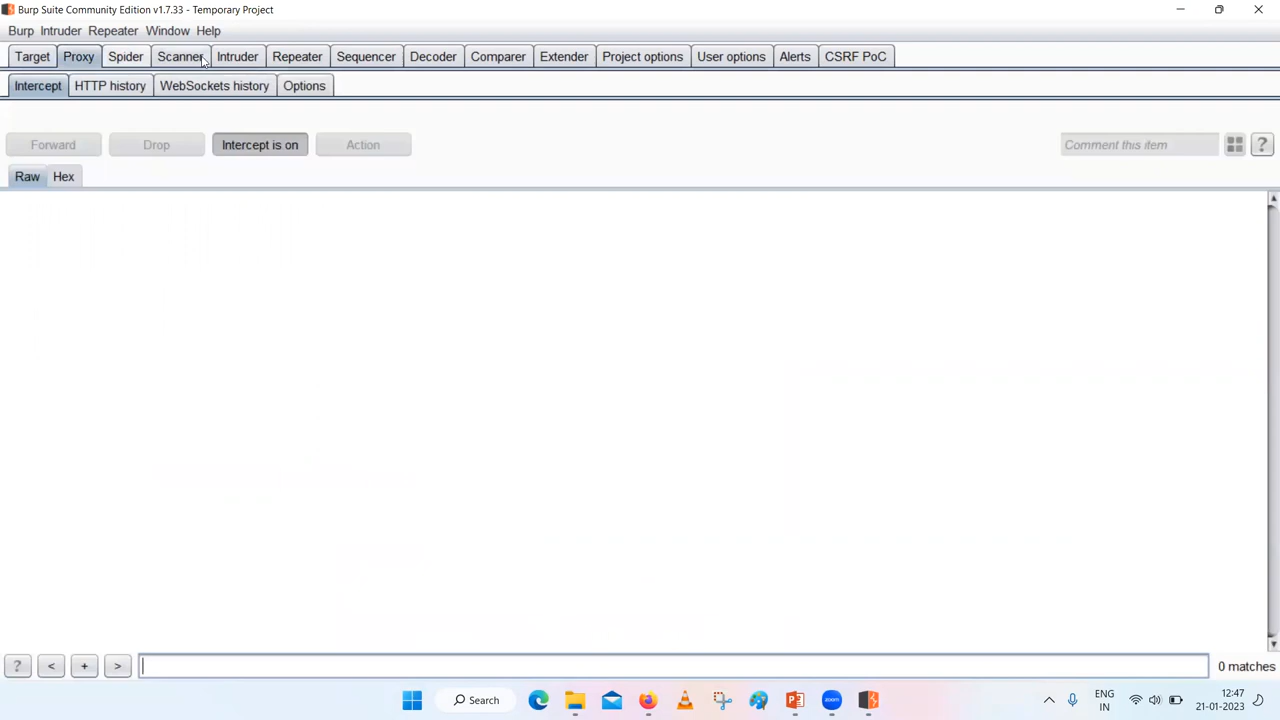 Burp Suite Community Edition v1.7.33 - Temporary Project
Burp Intruder Repeater Window Help
Target Proxy Spider Scanner Intruder Repeater Sequencer Decoder Comparer Extender Project options User options Alerts CSRF PoC
Intercept HTTP history WebSockets history Options
Forward Drop Intercept is on Action Comment this item ?
Raw Hex
? < + > 0 matches
Search zoom ENG 12:47
IN 21-01-2023